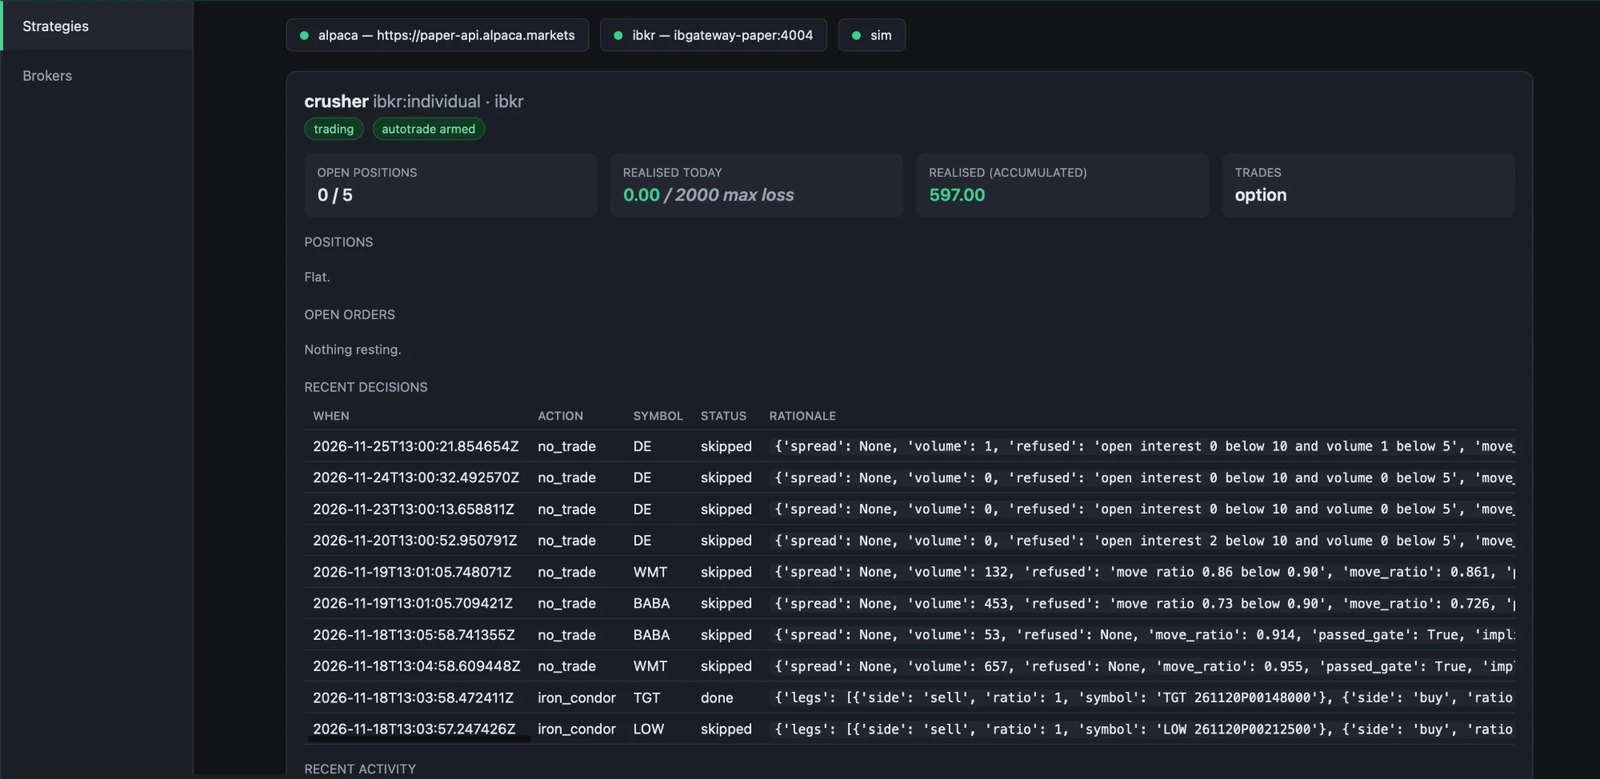 Strategies
Brokers
alpaca — https://paper-api.alpaca.markets
ibkr — ibgateway-paper:4004
sim
crusher ibkr:individual · ibkr
trading
autotrade armed
OPEN POSITIONS
0 / 5
REALISED TODAY
0.00 / 2000 max loss
REALISED (ACCUMULATED)
597.00
TRADES
option
POSITIONS
Flat.
OPEN ORDERS
Nothing resting.
RECENT DECISIONS
WHEN ACTION SYMBOL STATUS RATIONALE
2026-11-25T13:00:21.854654Z no_trade DE skipped {'spread': None, 'volume': 1, 'refused': 'open interest 0 below 10 and volume 1 below 5', 'move_
2026-11-24T13:00:32.492570Z no_trade DE skipped {'spread': None, 'volume': 0, 'refused': 'open interest 0 below 10 and volume 0 below 5', 'move_
2026-11-23T13:00:13.658811Z no_trade DE skipped {'spread': None, 'volume': 0, 'refused': 'open interest 0 below 10 and volume 0 below 5', 'move_
2026-11-20T13:00:52.950791Z no_trade DE skipped {'spread': None, 'volume': 0, 'refused': 'open interest 2 below 10 and volume 0 below 5', 'move_
2026-11-19T13:01:05.748071Z no_trade WMT skipped {'spread': None, 'volume': 132, 'refused': 'move ratio 0.86 below 0.90', 'move_ratio': 0.861, '
2026-11-19T13:01:05.709421Z no_trade BABA skipped {'spread': None, 'volume': 453, 'refused': 'move ratio 0.73 below 0.90', 'move_ratio': 0.726, '
2026-11-18T13:05:58.741355Z no_trade BABA skipped {'spread': None, 'volume': 53, 'refused': None, 'move_ratio': 0.914, 'passed_gate': True, 'impli
2026-11-18T13:04:58.609448Z no_trade WMT skipped {'spread': None, 'volume': 657, 'refused': None, 'move_ratio': 0.955, 'passed_gate': True, 'imp
2026-11-18T13:03:58.472411Z iron_condor TGT done {'legs': [{'side': 'sell', 'ratio': 1, 'symbol': 'TGT 261120P00148000'}, {'side': 'buy', 'ratio
2026-11-18T13:03:57.247426Z iron_condor LOW skipped {'legs': [{'side': 'sell', 'ratio': 1, 'symbol': 'LOW 261120P00212500'}, {'side': 'buy', 'ratio
RECENT ACTIVITY